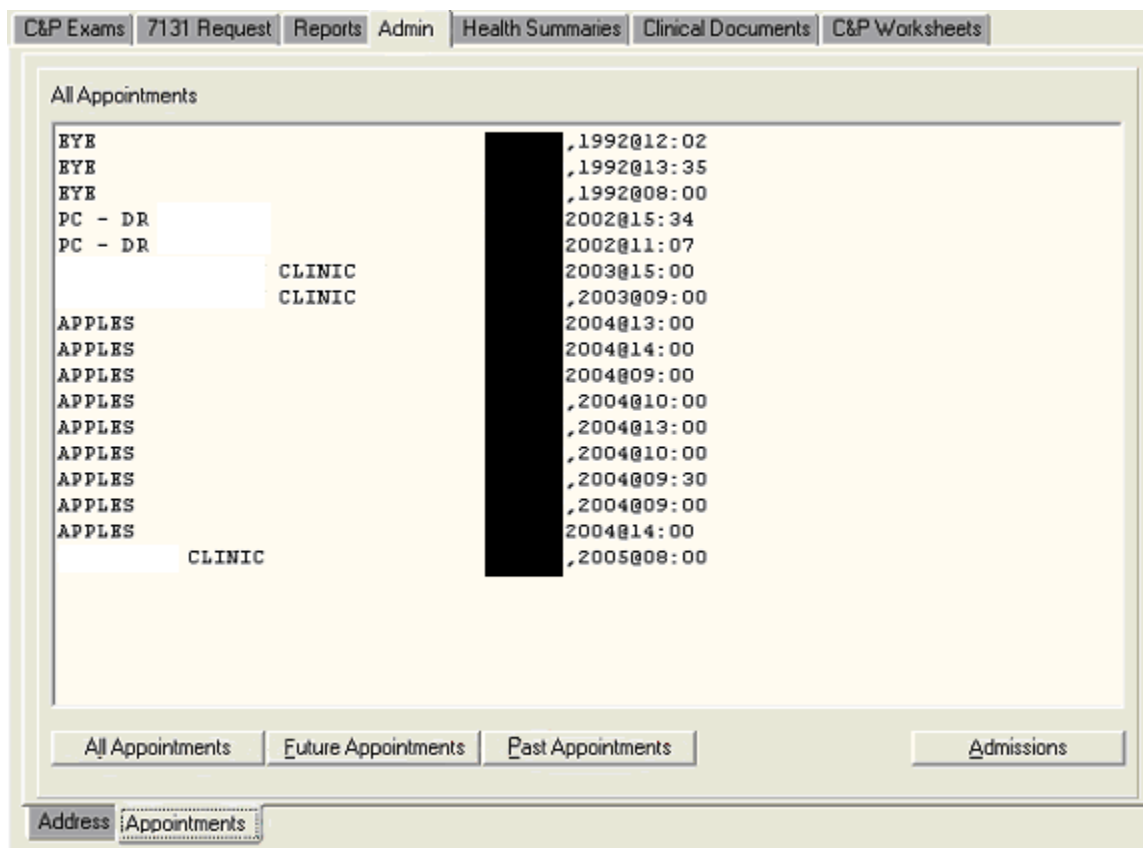 C&P Exams 7131 Request Reports Admin Health Summaries Clinical Documents C&P Worksheets
All Appointments
EYE ,1992@12:02
EYE ,1992@13:35
EYE ,1992@08:00
PC - DR 2002@15:34
PC - DR 2002@11:07
CLINIC 2003@15:00
CLINIC ,2003@09:00
APPLES 2004@13:00
APPLES 2004@14:00
APPLES 2004@09:00
APPLES ,2004@10:00
APPLES ,2004@13:00
APPLES ,2004@10:00
APPLES ,2004@09:30
APPLES ,2004@09:00
APPLES 2004@14:00
CLINIC ,2005@08:00
All Appointments Future Appointments Past Appointments Admissions
Address Appointments